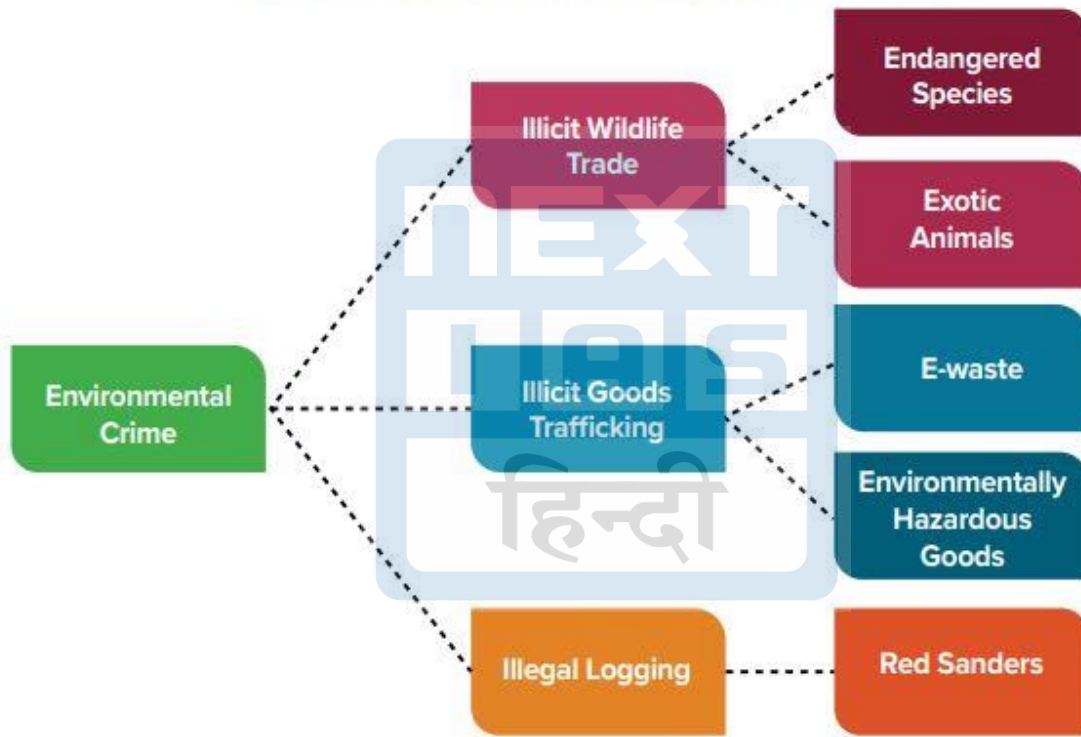 Endangered
Species
Illicit Wildlife
Trade
Exotic
Animals
NEXT
IAS
हिन्दी
Environmental
Crime
Illicit Goods
Trafficking
E-waste
Environmentally
Hazardous
Goods
Illegal Logging
Red Sanders